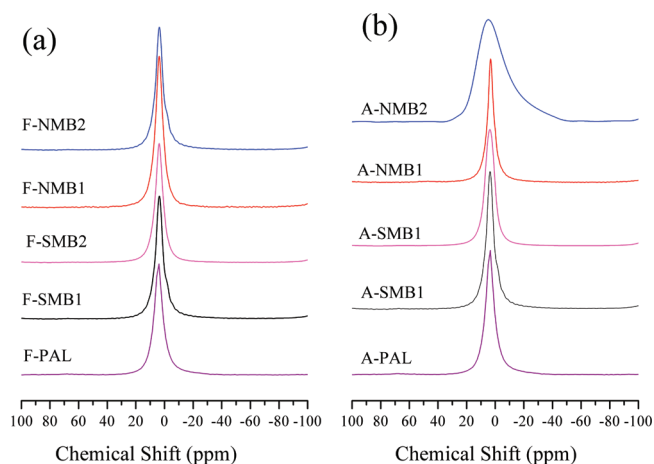 (a)
F-NMB2
F-NMB1
F-SMB2
F-SMB1
F-PAL
100 80 60 40 20 0 -20 -40 -60 -80 -100
Chemical Shift (ppm)
(b)
A-NMB2
A-NMB1
A-SMB1
A-SMB1
A-PAL
100 80 60 40 20 0 -20 -40 -60 -80 -100
Chemical Shift (ppm)